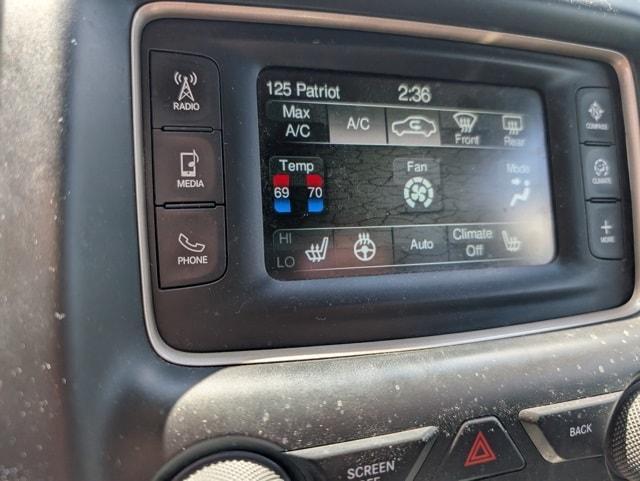 125 Patriot 2:36
Max A/C
A/C
Front
Rear
Temp
Fan
Mode
69 70
HI
LO
Auto
Climate
Off
RADIO
MEDIA
PHONE
COMPASS
CLIMATE
MORE
SCREEN
BACK